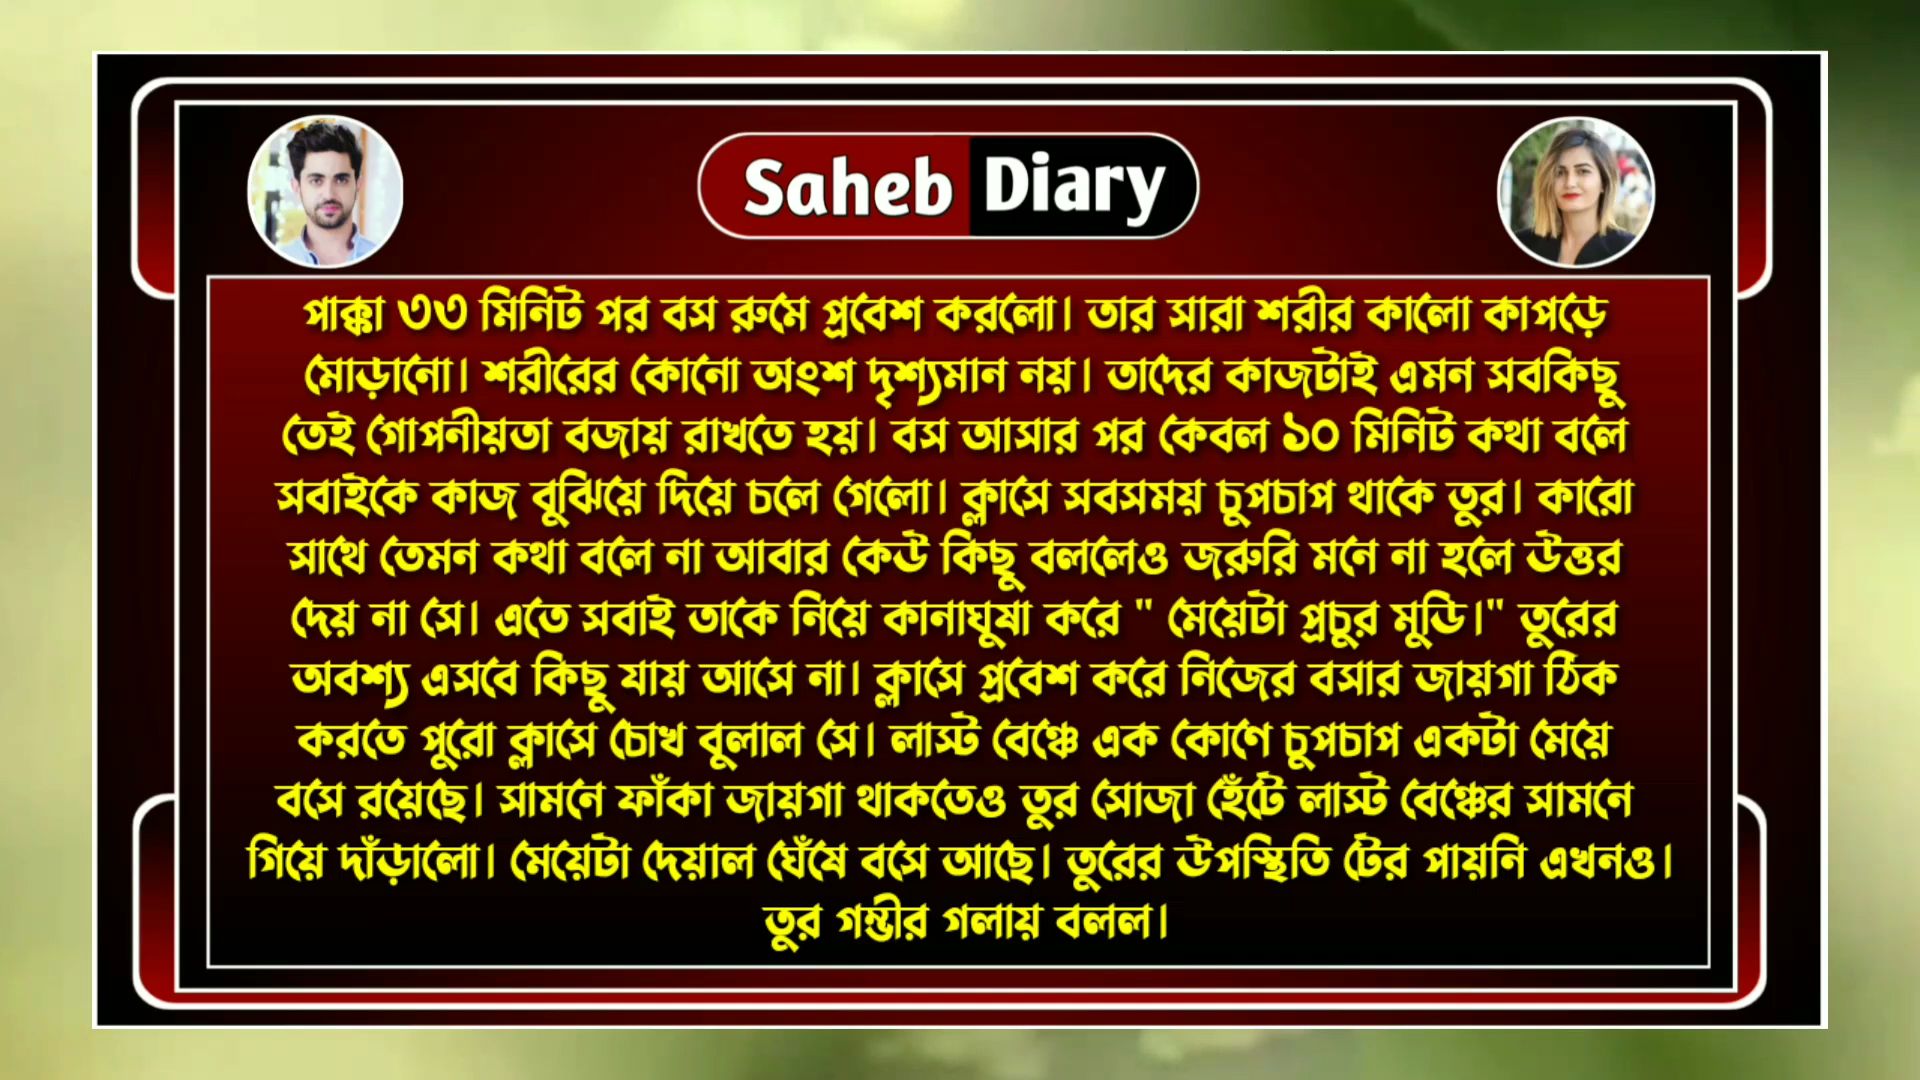 Saheb Diary
পাক্কা ৩৩ মিনিট পর বস রুমে প্রবেশ করলো। তার সারা শরীর কালো কাপড়ে
মোড়ানো। শরীরের কোনো অংশ দৃশ্যমান নয়। তাদের কাজটাই এমন সবকিছু
তেই গোপনীয়তা বজায় রাখতে হয়। বস আসার পর কেবল ১০ মিনিট কথা বলে
সবাইকে কাজ বুঝিয়ে দিয়ে চলে গেলো। ক্লাসে সবসময় চুপচাপ থাকে তুর। কারো
সাথে তেমন কথা বলে না আবার কেউ কিছু বললেও জরুরি মনে না হলে উত্তর
দেয় না সে। এতে সবাই তাকে নিয়ে কানাঘুষা করে " মেয়েটা প্রচুর মুডি।" তুরের
অবশ্য এসবে কিছু যায় আসে না। ক্লাসে প্রবেশ করে নিজের বসার জায়গা ঠিক
করতে পুরো ক্লাসে চোখ বুলাল সে। লাস্ট বেঞ্চে এক কোণে চুপচাপ একটা মেয়ে
বসে রয়েছে। সামনে ফাঁকা জায়গা থাকতেও তুর সোজা হেঁটে লাস্ট বেঞ্চের সামনে
গিয়ে দাঁড়ালো। মেয়েটা দেয়াল ঘেঁষে বসে আছে। তুরের উপস্থিতি টের পায়নি এখনও।
তুর গম্ভীর গলায় বলল।